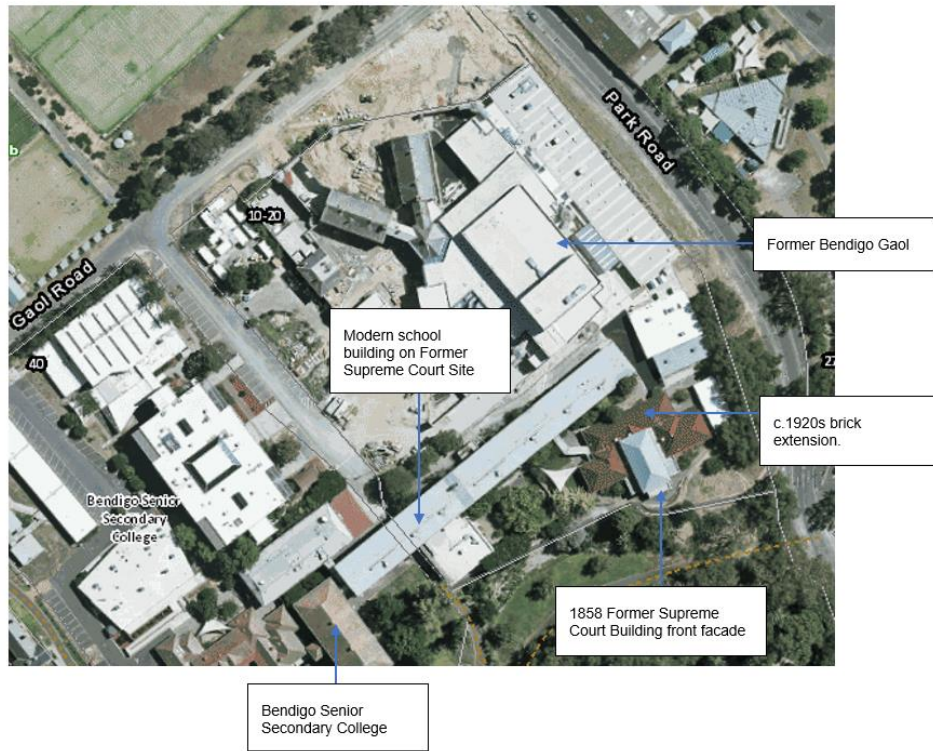 Park Road
b
10-20
Former Bendigo Gaol
Gaol Road
Modern school
building on Former
Supreme Court Site
40
27
c.1920s brick
extension.
Bendigo Senior
Secondary
College
1858 Former Supreme
Court Building front facade
Bendigo Senior
Secondary College